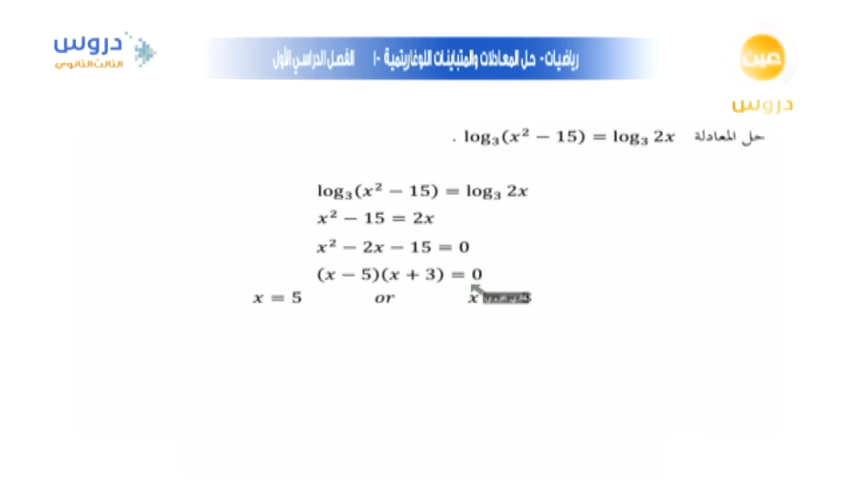 دروس
الثالث الثانوي
رياضيات - حل المعادلات والمتباينات اللوغاريتمية -١ الفصل الدراسي الأول
عين
دروس
حل المعادلة log₃(x² − 15) = log₃ 2x .
log₃(x² − 15) = log₃ 2x
x² − 15 = 2x
x² − 2x − 15 = 0
(x − 5)(x + 3) = 0
x = 5 or x